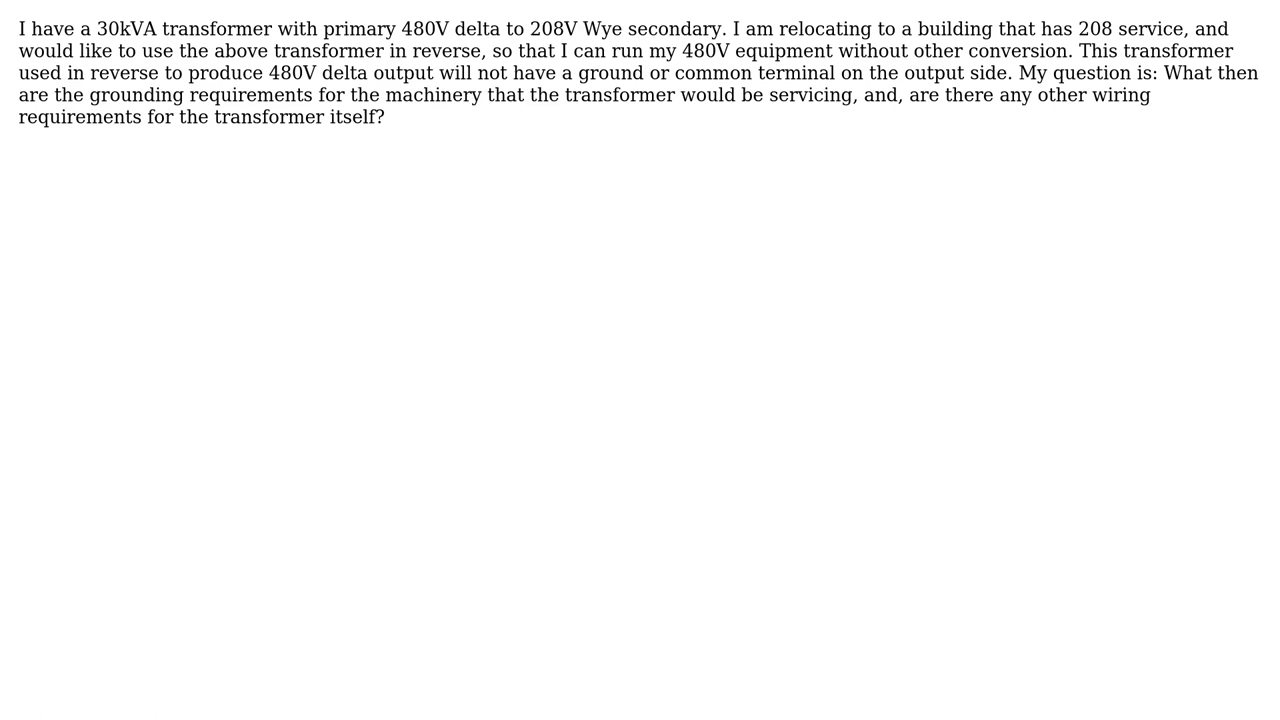 I have a 30kVA transformer with primary 480V delta to 208V Wye secondary. I am relocating to a building that has 208 service, and
would like to use the above transformer in reverse, so that I can run my 480V equipment without other conversion. This transformer
used in reverse to produce 480V delta output will not have a ground or common terminal on the output side. My question is: What then
are the grounding requirements for the machinery that the transformer would be servicing, and, are there any other wiring
requirements for the transformer itself?